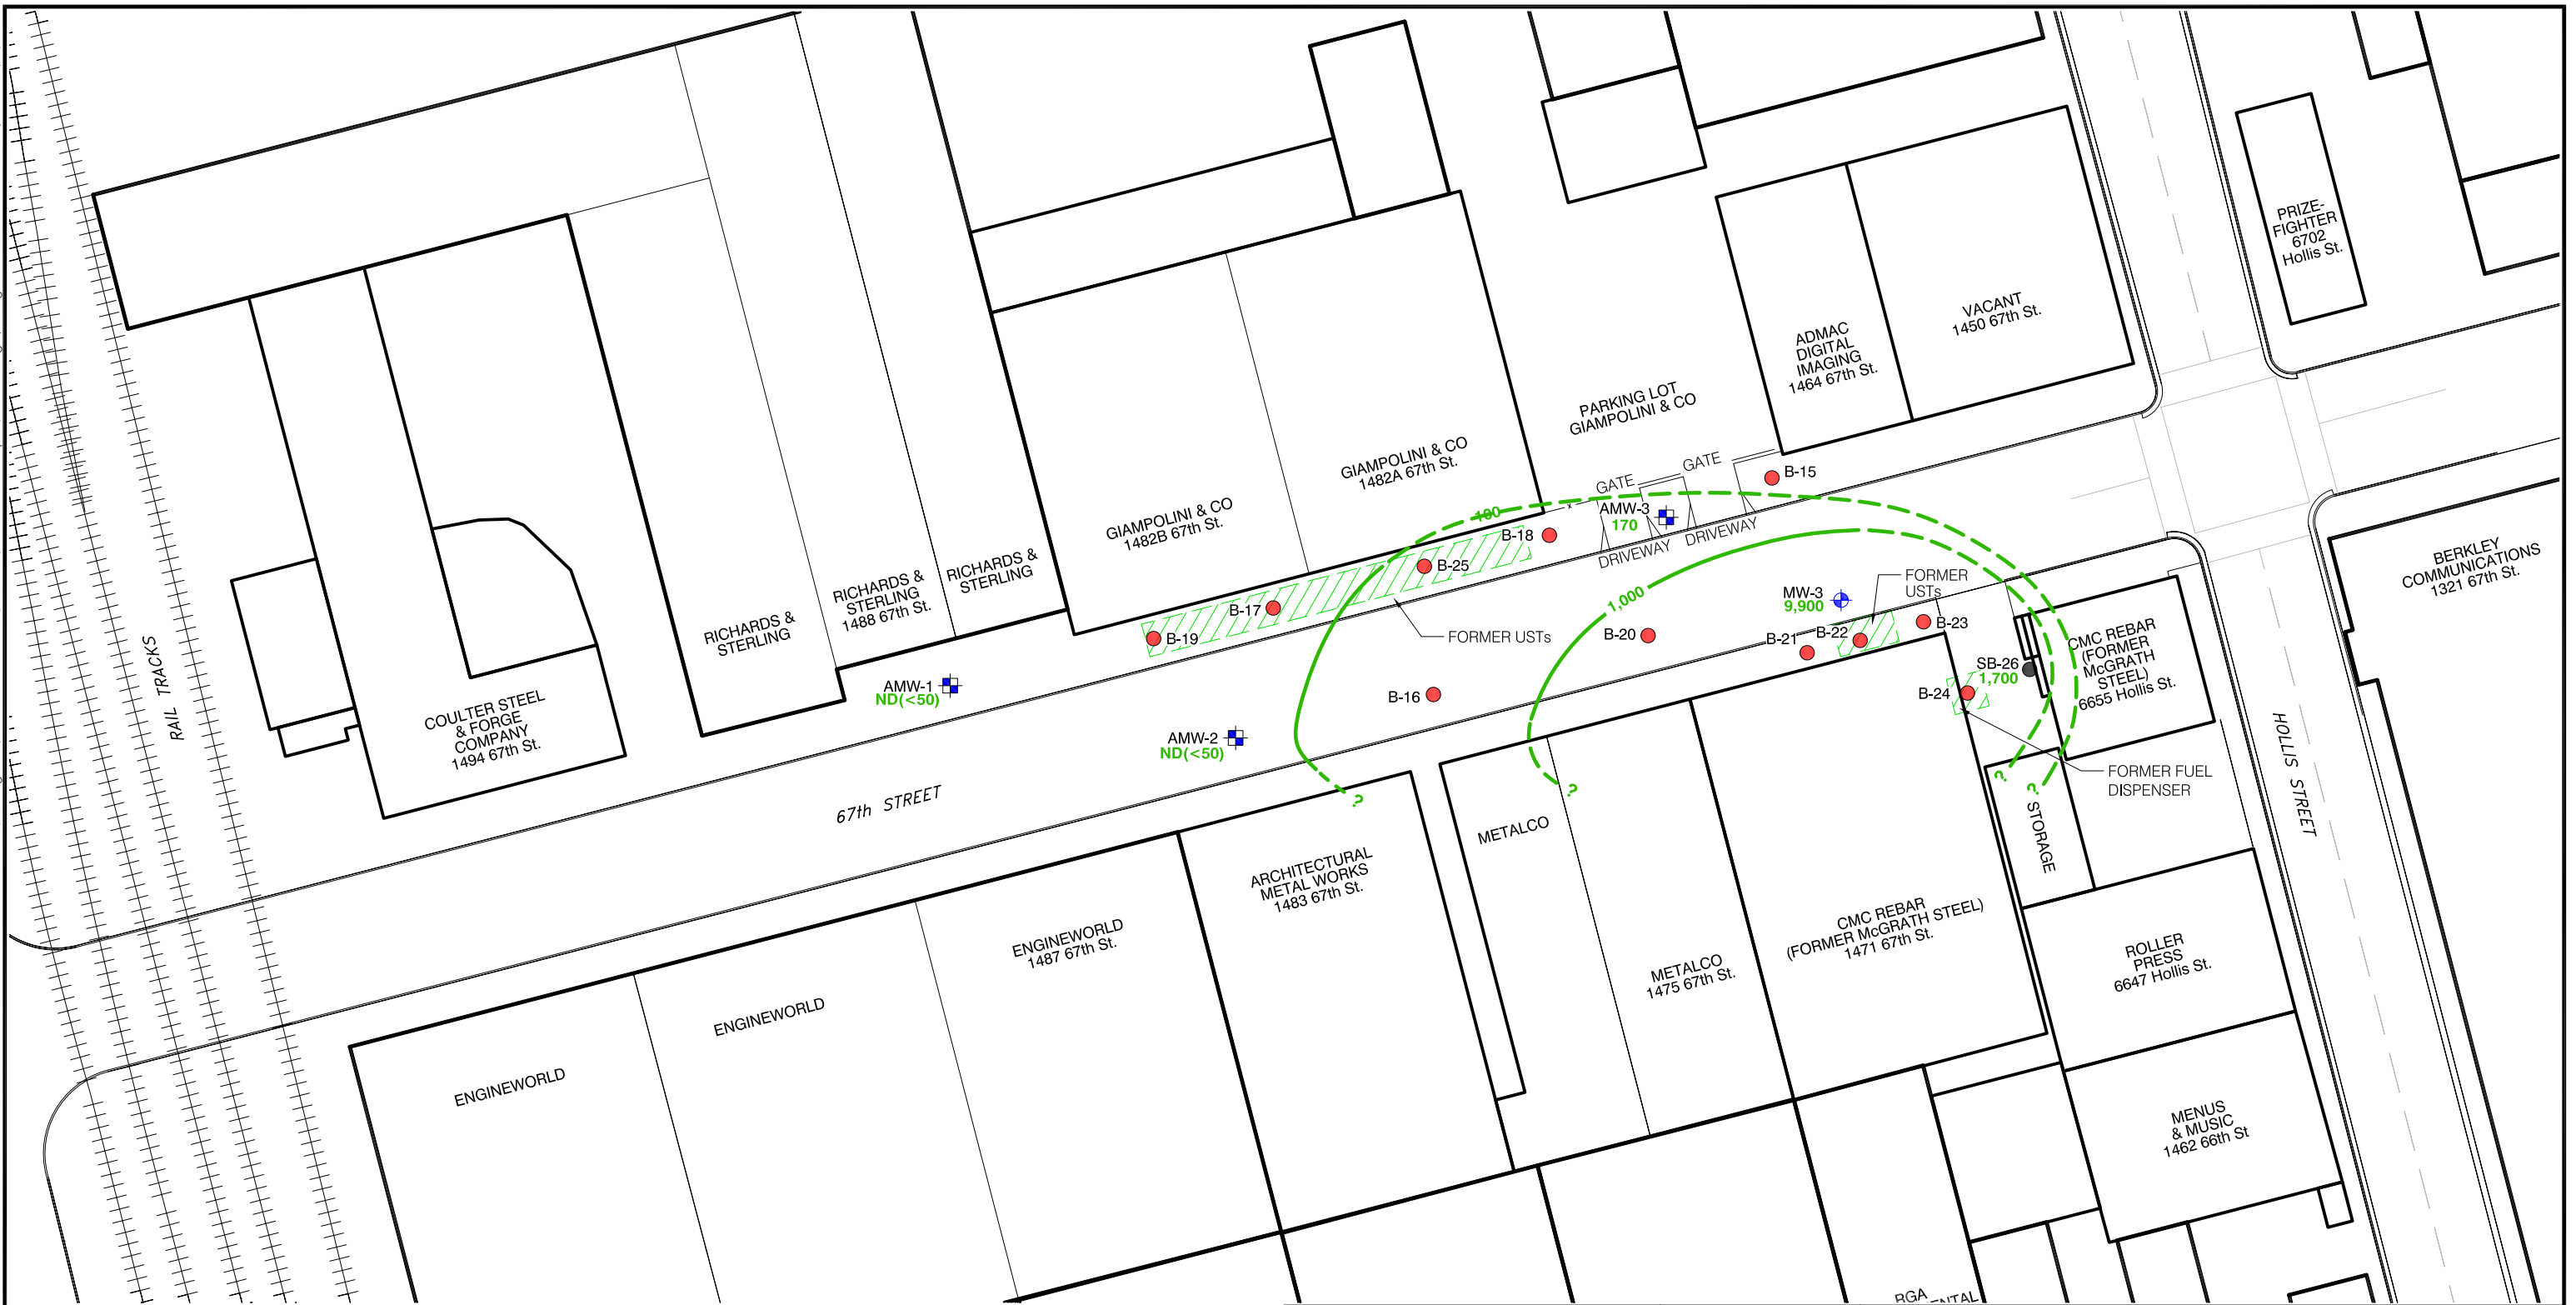 PRIZE-
FIGHTER
6702
Hollis St.
VACANT
1450 67th St.
ADMAC
DIGITAL
IMAGING
1464 67th St.
PARKING LOT
GIAMPOLINI & CO
GIAMPOLINI & CO
1482A 67th St.
GIAMPOLINI & CO
1482B 67th St.
GATE
GATE
B-15
AMW-3
170
100
B-18
DRIVEWAY
DRIVEWAY
BERKLEY
COMMUNICATIONS
1321 67th St.
RICHARDS &
STERLING
RICHARDS &
STERLING
1488 67th St.
RICHARDS &
STERLING
B-25
B-17
B-19
FORMER USTs
1,000
MW-3
9,900
FORMER
USTs
B-20
B-21
B-22
B-23
SB-26
1,700
B-24
CMC REBAR
(FORMER
McGRATH
STEEL)
6655 Hollis St.
RAIL TRACKS
COULTER STEEL
& FORGE
COMPANY
1494 67th St.
AMW-1
ND(<50)
B-16
AMW-2
ND(<50)
67th STREET
?
?
?
?
FORMER FUEL
DISPENSER
HOLLIS STREET
STORAGE
METALCO
ARCHITECTURAL
METAL WORKS
1483 67th St.
ENGINEWORLD
1487 67th St.
CMC REBAR
(FORMER McGRATH STEEL)
1471 67th St.
METALCO
1475 67th St.
ROLLER
PRESS
6647 Hollis St.
ENGINEWORLD
ENGINEWORLD
MENUS
& MUSIC
1462 66th St
RGA